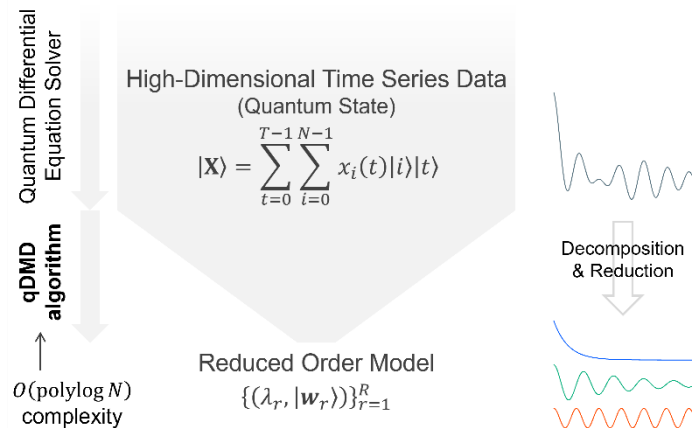 Quantum Differential
Equation Solver
High-Dimensional Time Series Data
(Quantum State)
|𝐗⟩ = ∑_{t=0}^{T−1} ∑_{i=0}^{N−1} x_i(t)|i⟩|t⟩
qDMD
algorithm
Decomposition
& Reduction
O(polylog N)
complexity
Reduced Order Model
{(λ_r, |𝒘_r⟩)}_{r=1}^{R}